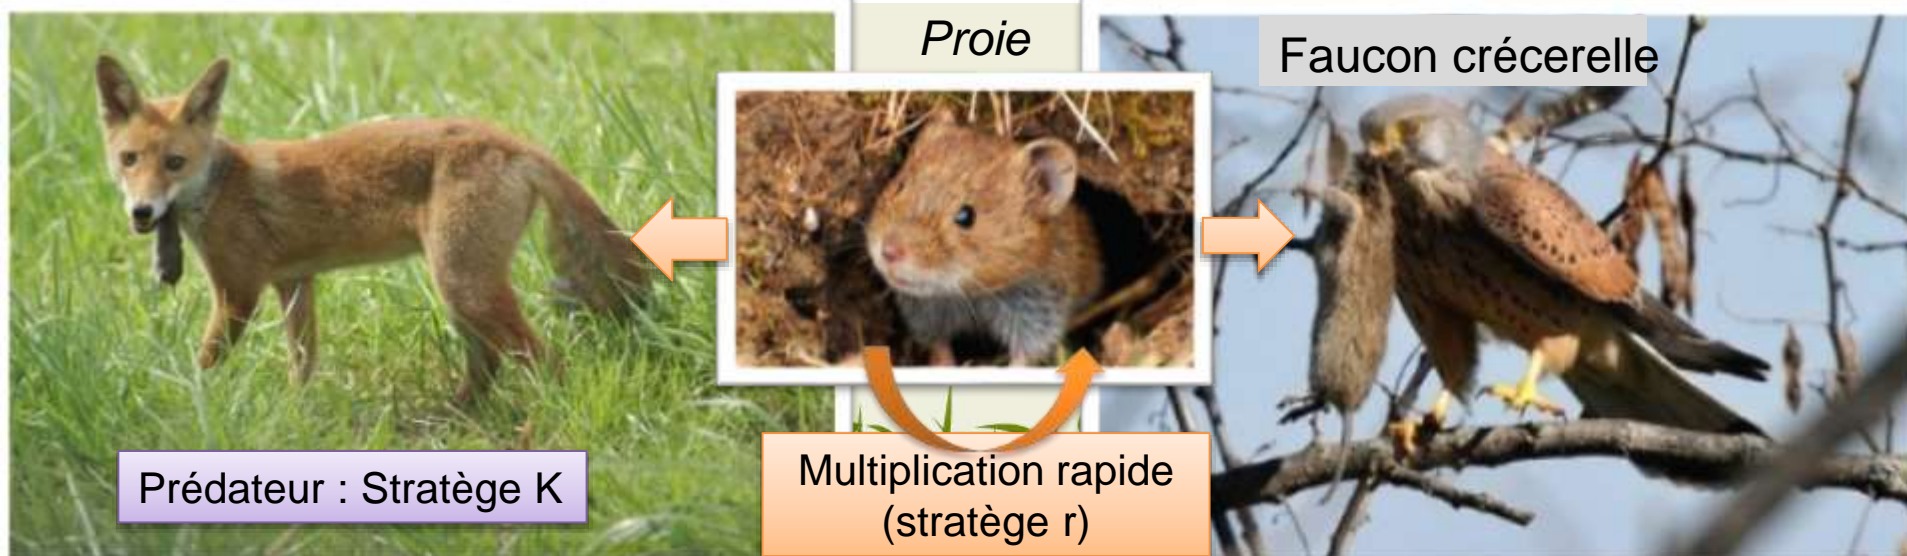 Proie
Faucon crécerelle
Prédateur : Stratège K
Multiplication rapide
(stratège r)